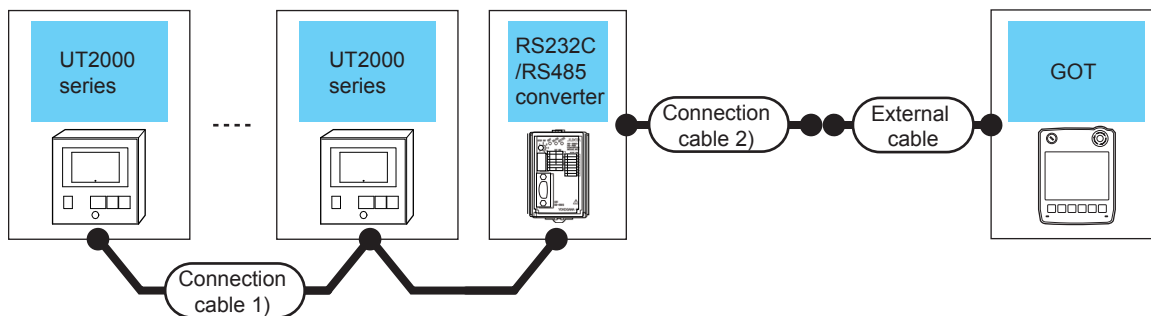 UT2000
series
UT2000
series
RS232C
/RS485
converter
Connection
cable 2)
External
cable
GOT
Connection
cable 1)